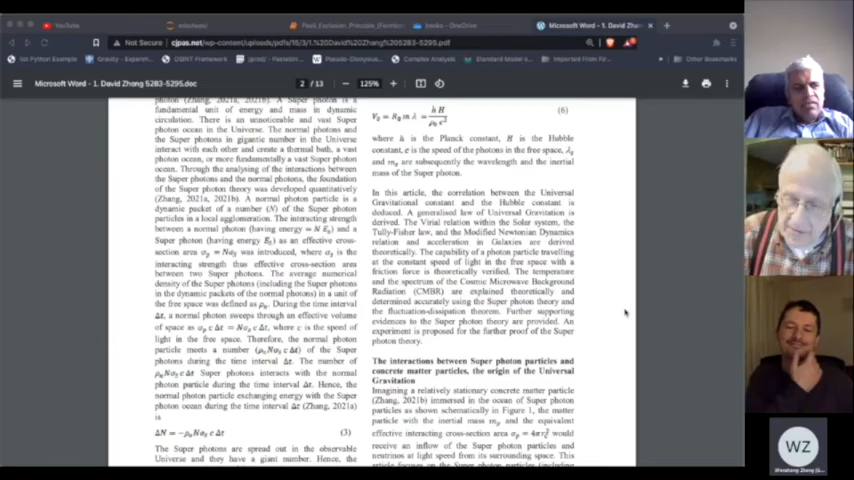 YouTube
books - OneDrive
Microsoft Word - 1. David Zhan
Not Secure
cjpas.net/wp-content/uploads/pdfs/15/3/1.%20David%20Zhang%205283-5295.pdf
OSINT Framework
Complex Analysis
Other Bookmarks
Microsoft Word - 1. David Zhang 5283-5295.doc
2 / 13
125%
photon (Zhang, 2021a, 2021b). A Super photon is a
fundamental unit of energy and mass in dynamic
circulation. There is an unnoticeable and vast Super
photon ocean in the Universe. The normal photons and
the Super photons in gigantic number in the Universe
interact with each other and create a thermal bath, a vast
photon ocean, or more fundamentally a vast Super photon
ocean. Through the analysing of the interactions between
the Super photons and the normal photons, the foundation
of the Super photon theory was developed quantitatively
(Zhang, 2021a, 2021b). A normal photon particle is a
dynamic packet of a number (N) of the Super photon
particles in a local agglomeration. The interacting strength
between a normal photon (having energy = N E₀) and a
Super photon (having energy E₀) as an effective cross-
section area σₚ = Nσ₀ was introduced, where σ₀ is the
interacting strength thus effective cross-section area
between two Super photons. The average numerical
density of the Super photons (including the Super photons
in the dynamic packets of the normal photons) in a unit of
the free space was defined as ρₙ. During the time interval
Δt, a normal photon sweeps through an effective volume
of space as σₚ c Δt = Nσ₀ c Δt, where c is the speed of
light in the free space. Therefore, the normal photon
particle meets a number (ρₙNσ₀ c Δt) of the Super
photons during the time interval Δt. The number of
ρₙNσ₀ c Δt Super photons interacts with the normal
photon particle during the time interval Δt. Hence, the
normal photon particle exchanging energy with the Super
photon ocean during the time interval Δt (Zhang, 2021a)
is
ΔN = −ρₙNσ₀ c Δt (3)
The Super photons are spread out in the observable
Universe and they have a giant number. Hence, the
(6)
where h is the Planck constant, H is the Hubble
constant, c is the speed of the photons in the free space, λ₀
and m₀ are subsequently the wavelength and the inertial
mass of the Super photon.
In this article, the correlation between the Universal
Gravitational constant and the Hubble constant is
deduced. A generalised law of Universal Gravitation is
derived. The Virial relation within the Solar system, the
Tully-Fisher law, and the Modified Newtonian Dynamics
relation and acceleration in Galaxies are derived
theoretically. The capability of a photon particle travelling
at the constant speed of light in the free space with a
friction force is theoretically verified. The temperature
and the spectrum of the Cosmic Microwave Background
Radiation (CMBR) are explained theoretically and
determined accurately using the Super photon theory and
the fluctuation-dissipation theorem. Further supporting
evidences to the Super photon theory are provided. An
experiment is proposed for the further proof of the Super
photon theory.
The interactions between Super photon particles and
concrete matter particles, the origin of the Universal
Gravitation
Imagining a relatively stationary concrete matter particle
(Zhang, 2021b) immersed in the ocean of Super photon
particles as shown schematically in Figure 1, the matter
particle with the inertial mass mₚ and the equivalent
effective interacting cross-section area would
receive an inflow of the Super photon particles and
neutrinos at light speed from its surrounding space. This
article focuses on the Super photon particles (including
WZ
Wenzhong Zhang (D